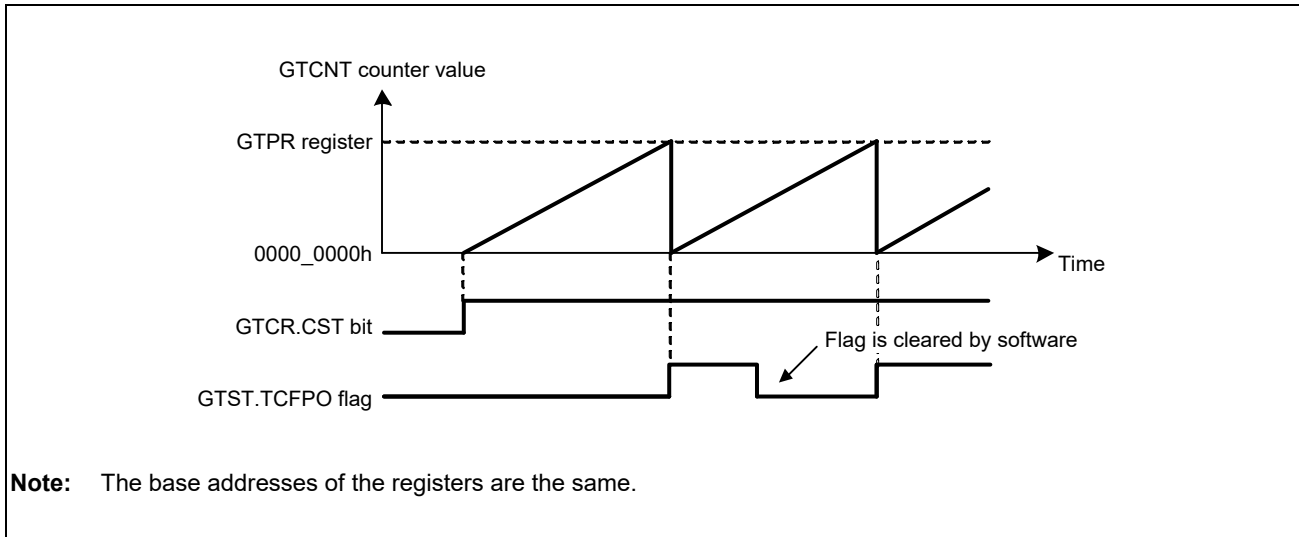 GTCNT counter value
GTPR register
0000_0000h
Time
GTCR.CST bit
Flag is cleared by software
GTST.TCFPO flag
Note: The base addresses of the registers are the same.